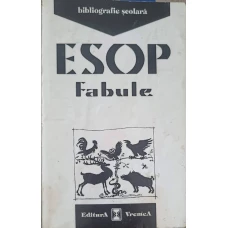 bibliografie școlară
ESOP
Fabule
EditurA VremeA